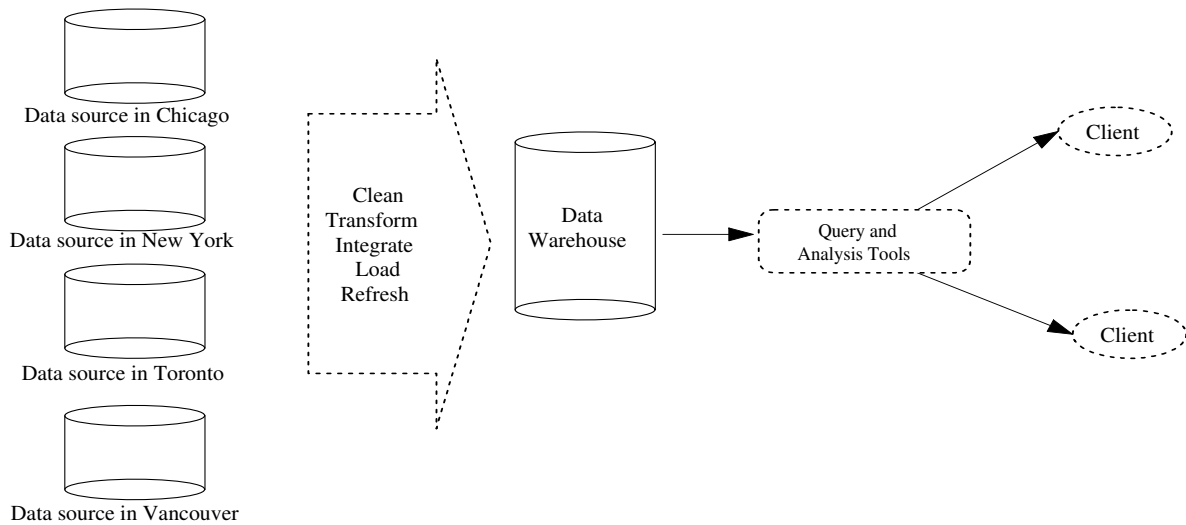 Data source in Chicago
Data source in New York
Data source in Toronto
Data source in Vancouver
Clean
Transform
Integrate
Load
Refresh
Data
Warehouse
Query and
Analysis Tools
Client
Client